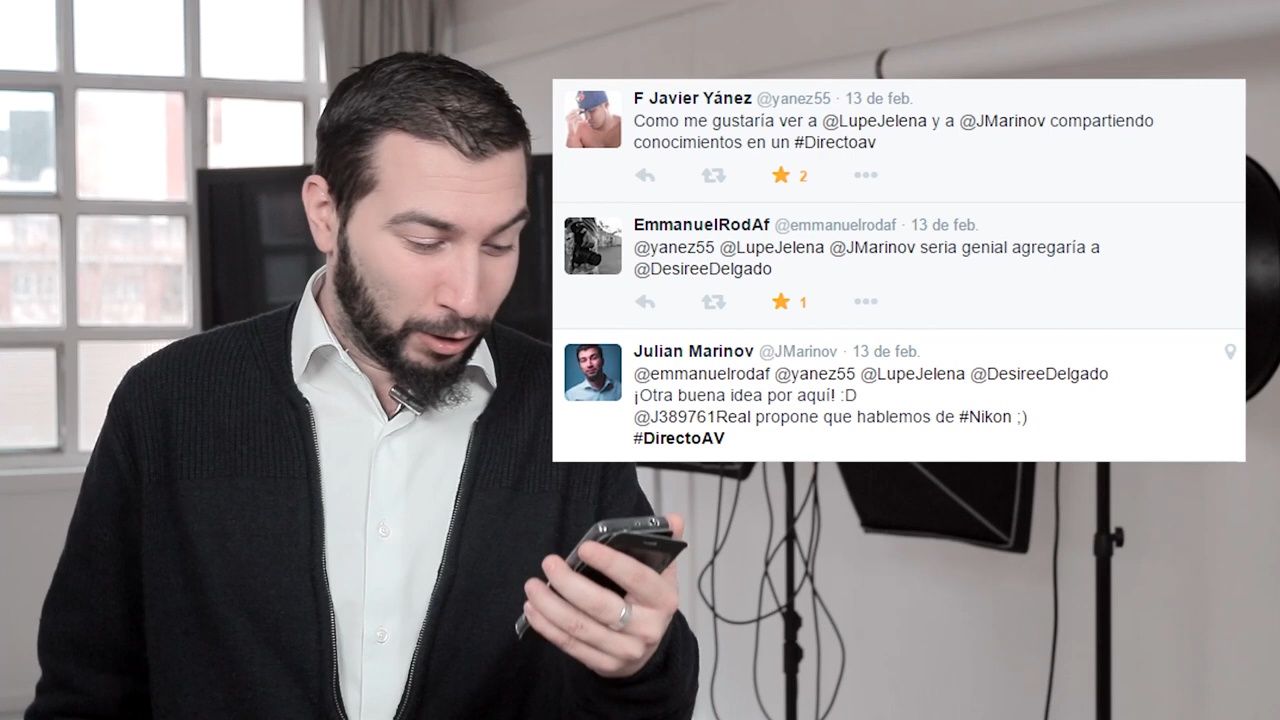 F Javier Yánez @yanez55 · 13 de feb.
Como me gustaría ver a @LupeJelena y a @JMarinov compartiendo
conocimientos en un #Directoav
2
EmmanuelRodAf @emmanuelrodaf · 13 de feb.
@yanez55 @LupeJelena @JMarinov seria genial agregaría a
@DesireeDelgado
1
Julian Marinov @JMarinov · 13 de feb.
@emmanuelrodaf @yanez55 @LupeJelena @DesireeDelgado
¡Otra buena idea por aquí! :D
@J389761Real propone que hablemos de #Nikon ;)
#DirectoAV